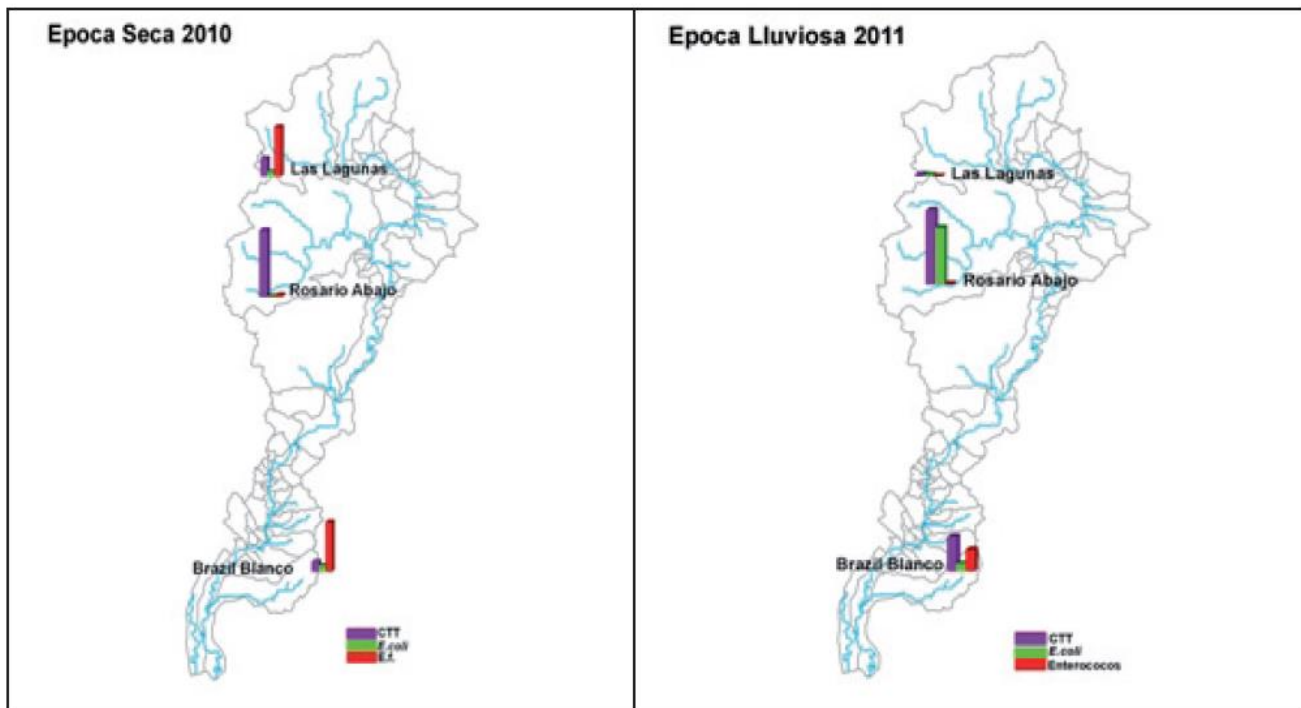 Epoca Seca 2010
Las Lagunas
Rosario Abajo
Brazil Blanco
CTT
E.coli
E.f.
Epoca Lluviosa 2011
Las Lagunas
Rosario Abajo
Brazil Blanco
CTT
E.coli
Enterococos